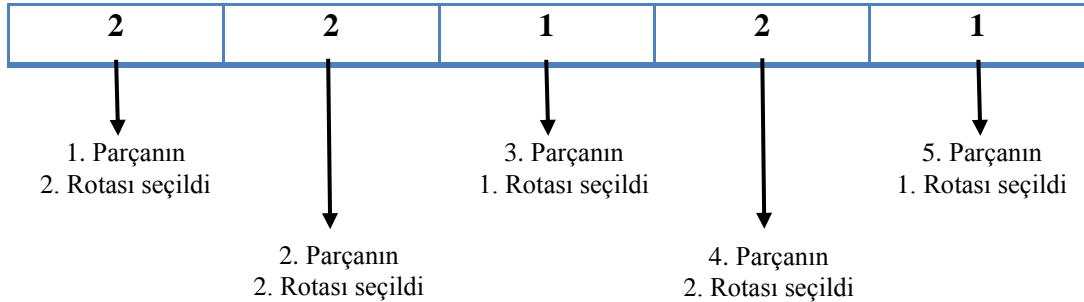 2 2 1 2 1
1. Parçanın
2. Rotası seçildi
3. Parçanın
1. Rotası seçildi
5. Parçanın
1. Rotası seçildi
2. Parçanın
2. Rotası seçildi
4. Parçanın
2. Rotası seçildi